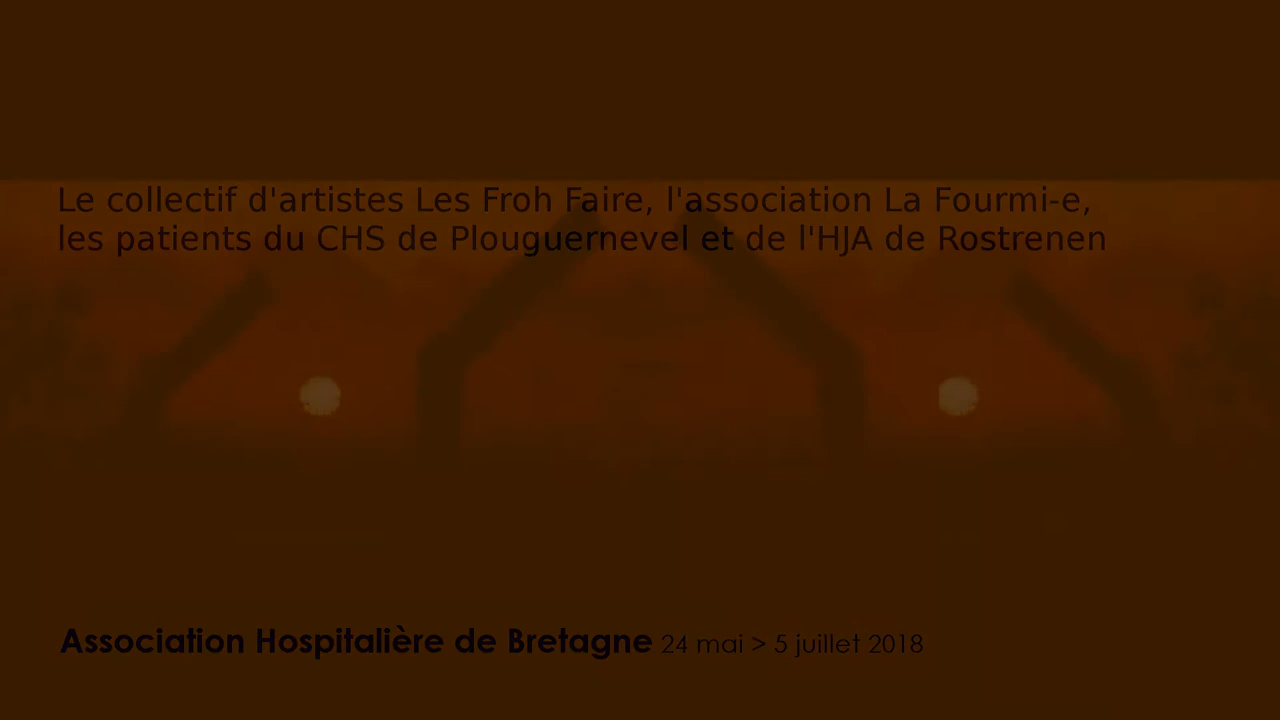 Le collectif d'artistes Les Froh Faire, l'association La Fourmi-e,
les patients du CHS de Plouguernevel et de l'HJA de Rostrenen
Association Hospitalière de Bretagne 24 mai > 5 juillet 2018